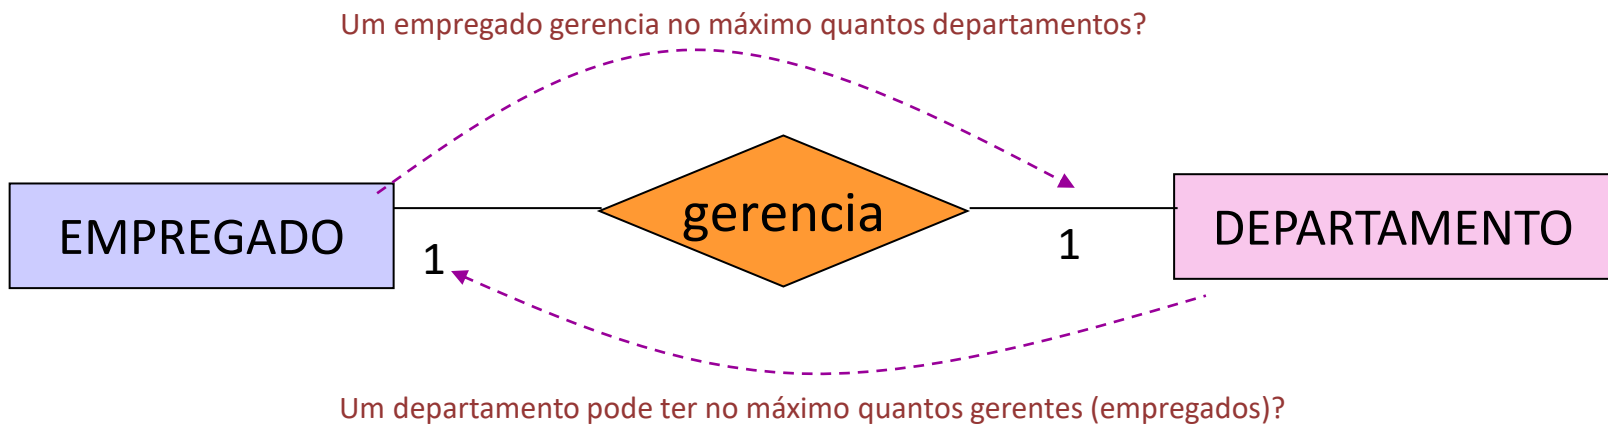 Um empregado gerencia no máximo quantos departamentos?
EMPREGADO
gerencia
DEPARTAMENTO
1
1
Um departamento pode ter no máximo quantos gerentes (empregados)?